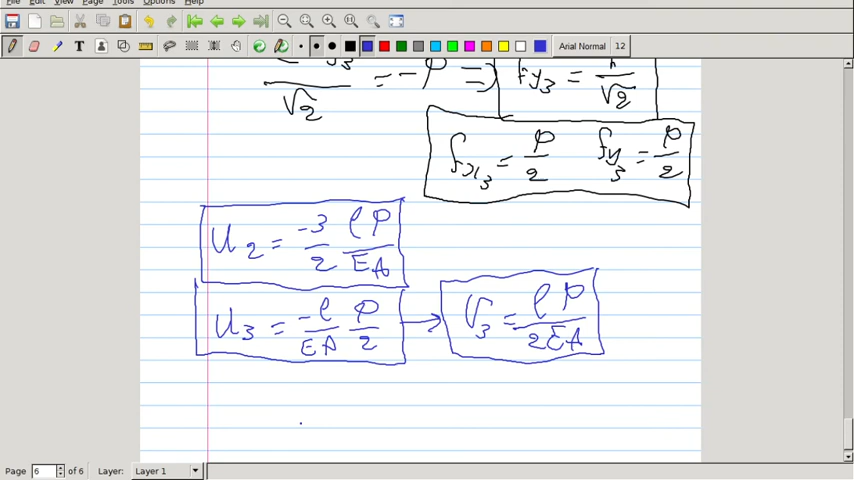 File Edit View Journal Tools Options Help
Arial Normal 12
/√2 = -P ⇒ Fy3 = /√2
fx3 = P/2 fy3 = P/2
U2 = -3/2 ℓP/EA
U3 = -ℓ/EA P/2 → V3 = ℓP/2EA
Page 6 of 6 Layer: Layer 1